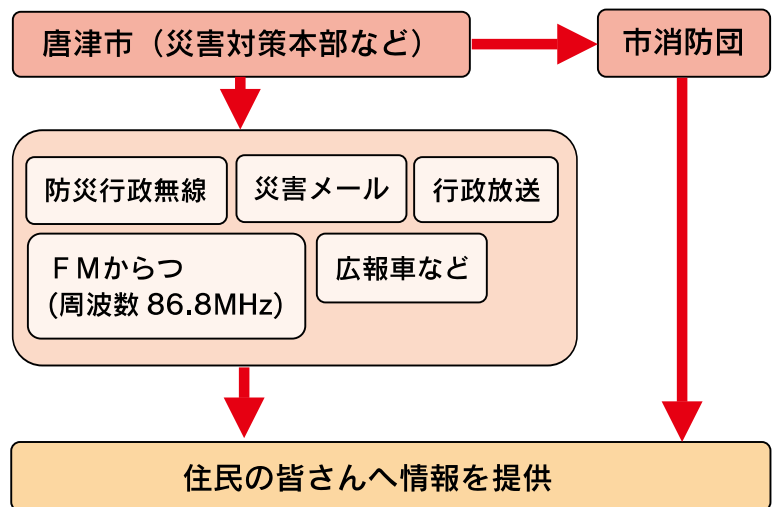 唐津市（災害対策本部など）
市消防団
防災行政無線
災害メール
行政放送
ＦＭからつ
(周波数 86.8MHz)
広報車など
住民の皆さんへ情報を提供